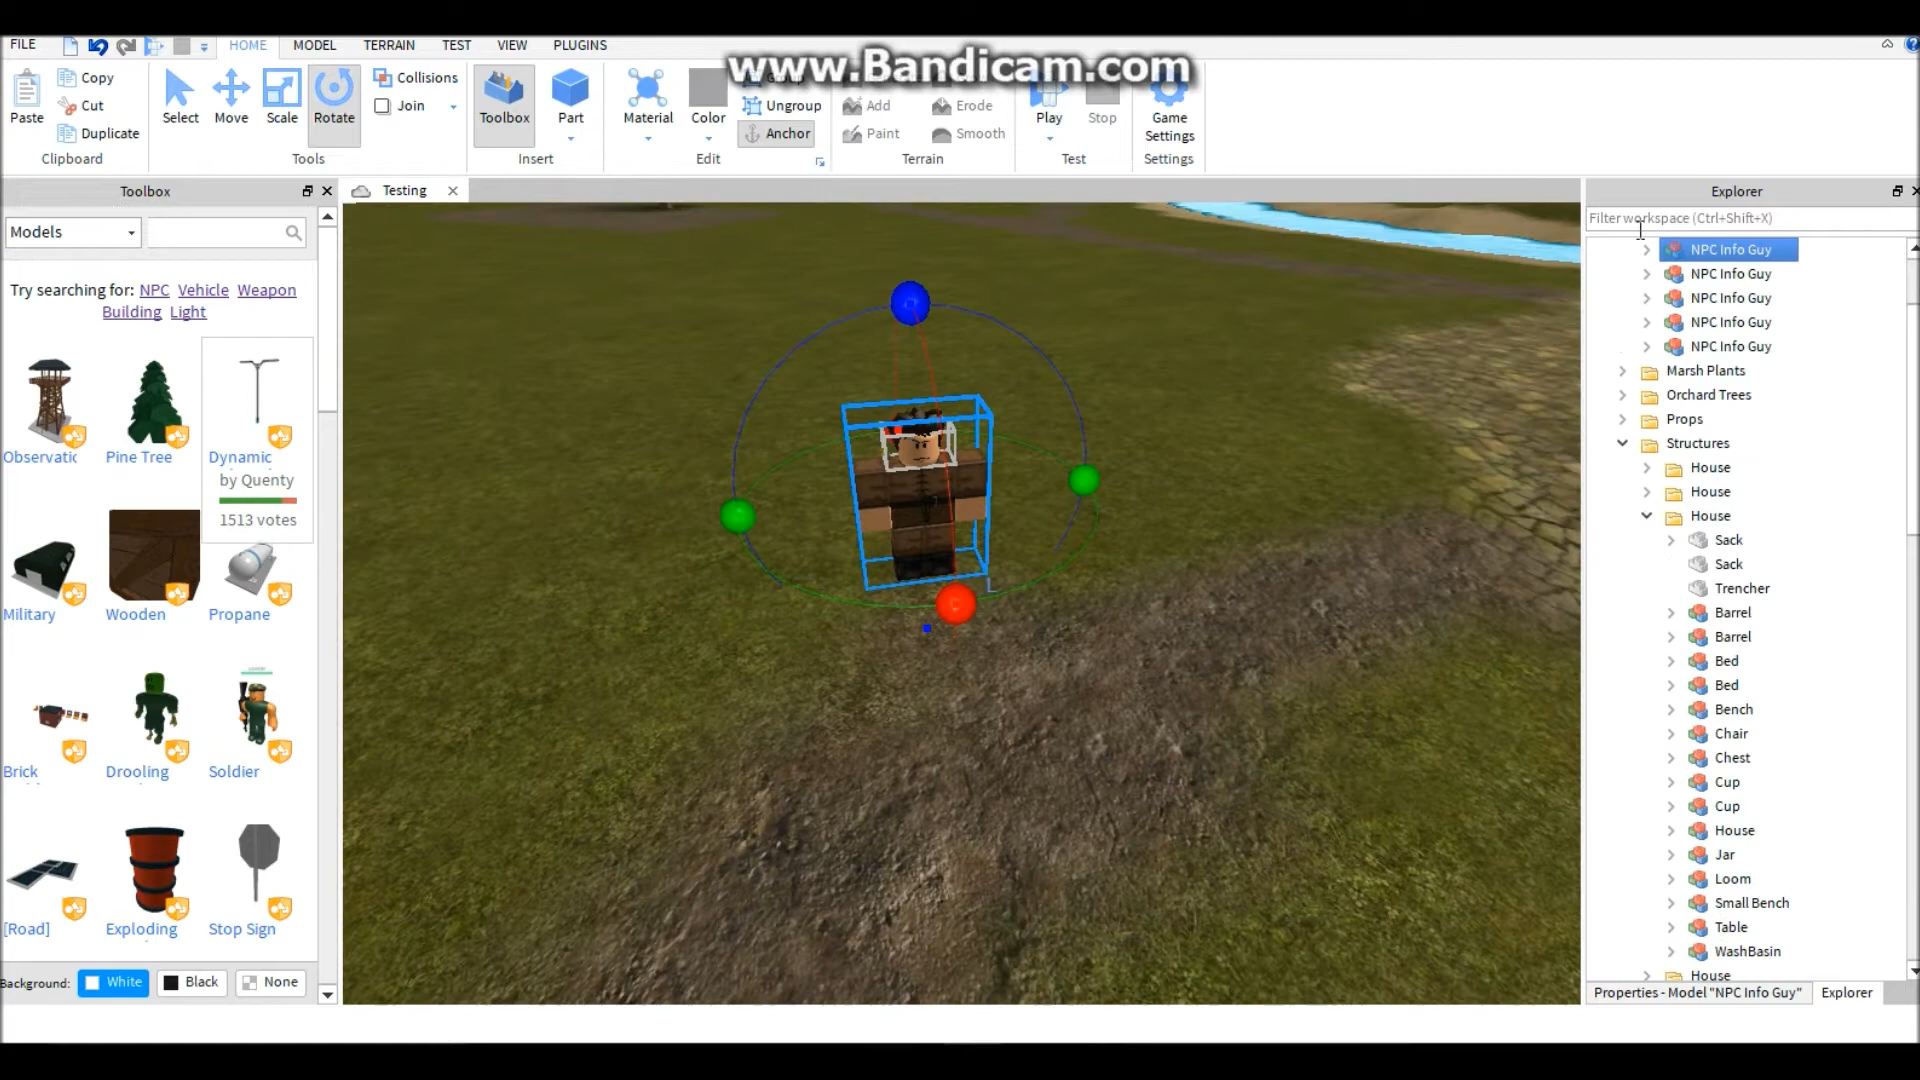 FILE HOME MODEL TERRAIN TEST VIEW PLUGINS
www.Bandicam.com
Paste Copy Cut Duplicate
Clipboard
Select Move Scale Rotate
Collisions
Join
Tools
Toolbox Part
Insert
Material Color
Group
Ungroup
Anchor
Edit
Add Erode
Paint Smooth
Terrain
Play Stop
Test
Game
Settings
Settings
Toolbox
Models
Try searching for: NPC Vehicle Weapon
Building Light
Observatic Pine Tree Dynamic
by Quenty
1513 votes
Military Wooden Propane
Brick Drooling Soldier
[Road] Exploding Stop Sign
Background: White Black None
Testing
Explorer
Filter workspace (Ctrl+Shift+X)
NPC Info Guy
NPC Info Guy
NPC Info Guy
NPC Info Guy
NPC Info Guy
Marsh Plants
Orchard Trees
Props
Structures
House
House
House
Sack
Sack
Trencher
Barrel
Barrel
Bed
Bed
Bench
Chair
Chest
Cup
Cup
House
Jar
Loom
Small Bench
Table
WashBasin
House
Properties - Model "NPC Info Guy" Explorer